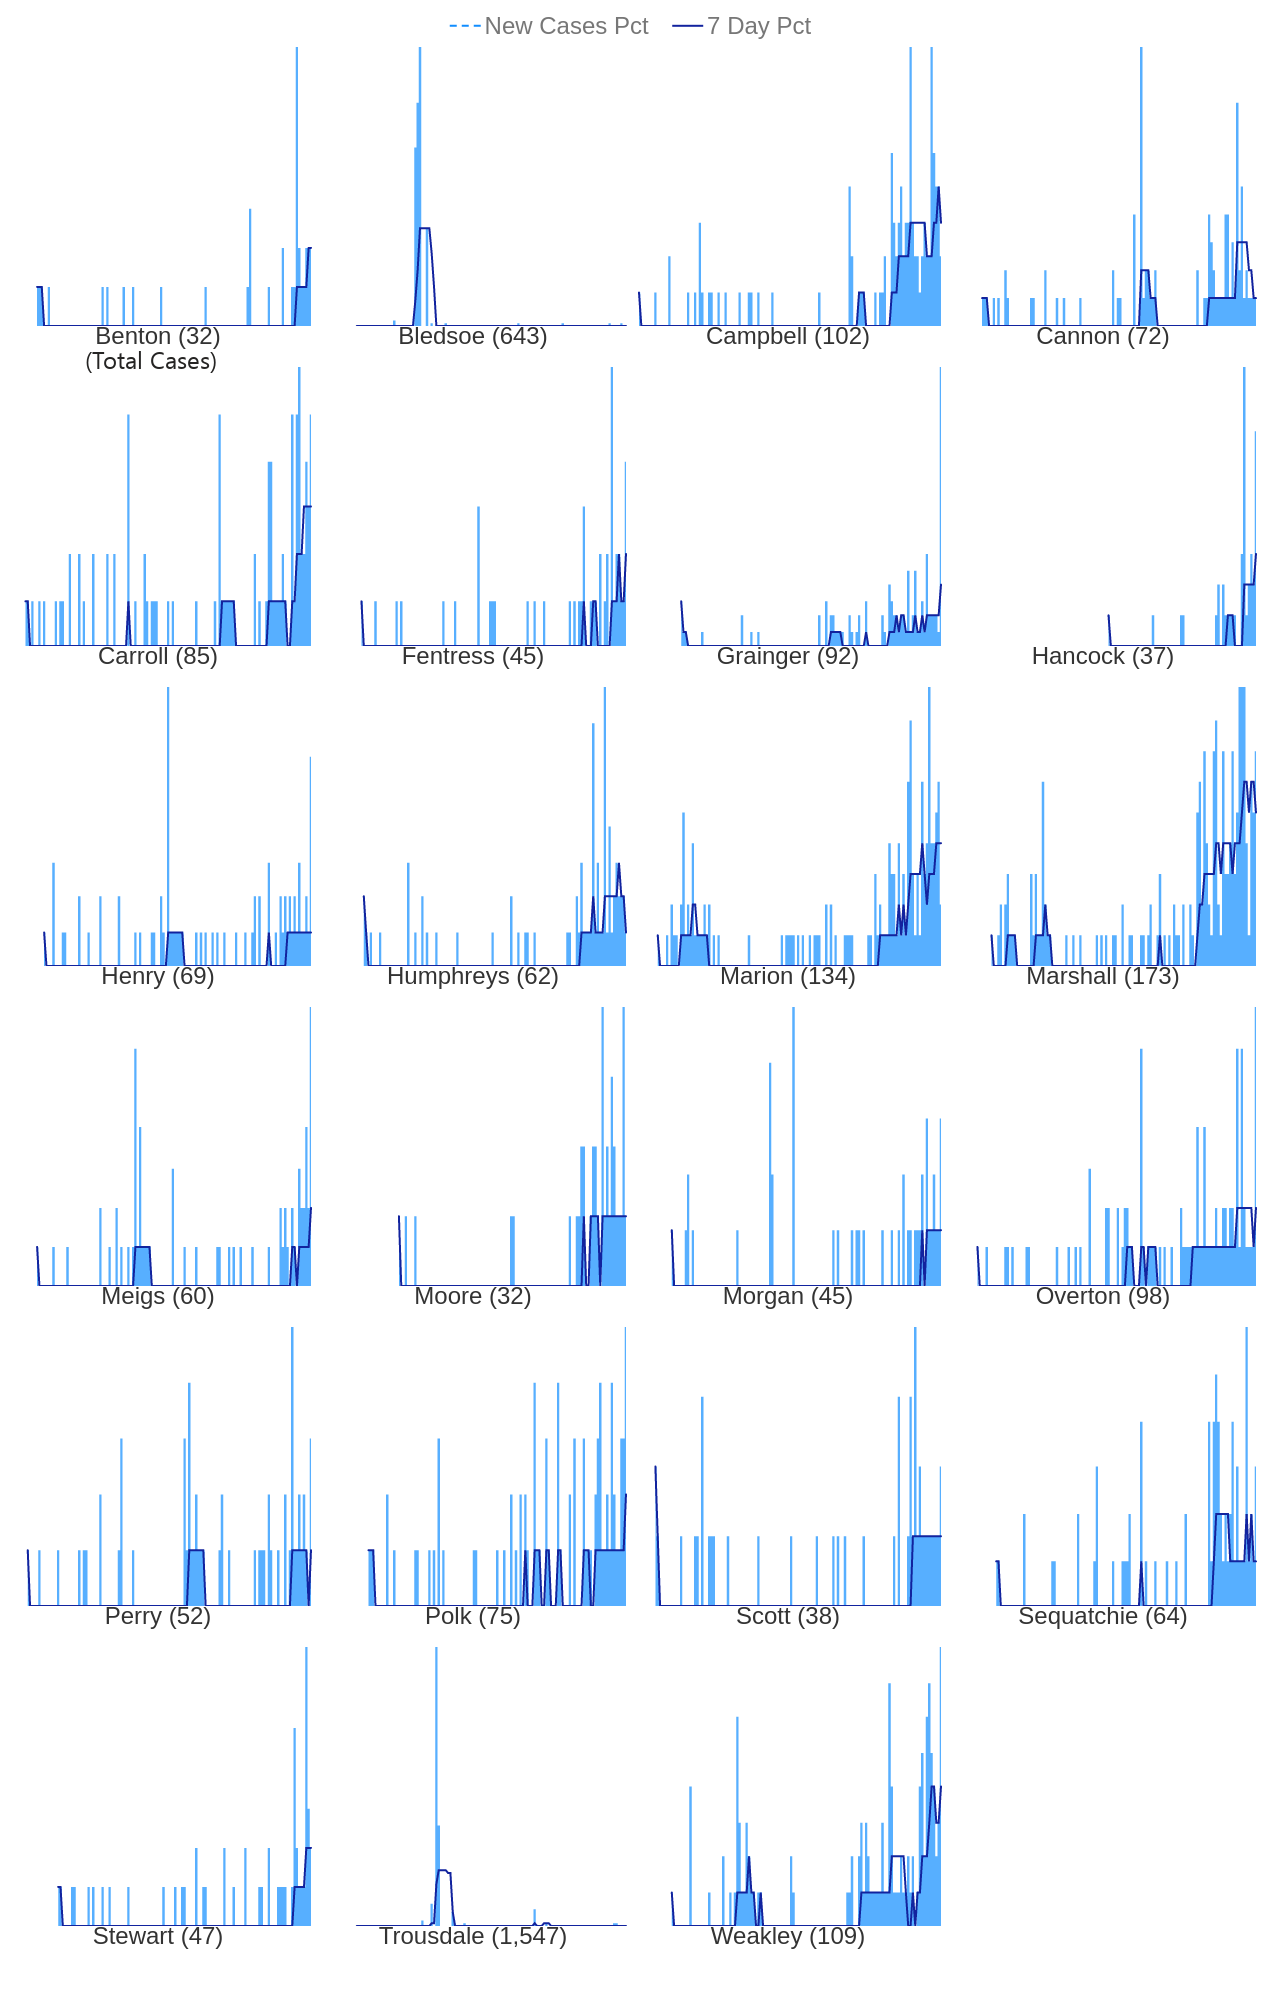 New Cases Pct 7 Day Pct
Benton (32) Bledsoe (643) Campbell (102) Cannon (72)
(Total Cases)
Carroll (85) Fentress (45) Grainger (92) Hancock (37)
Henry (69) Humphreys (62) Marion (134) Marshall (173)
Meigs (60) Moore (32) Morgan (45) Overton (98)
Perry (52) Polk (75) Scott (38) Sequatchie (64)
Stewart (47) Trousdale (1,547) Weakley (109)